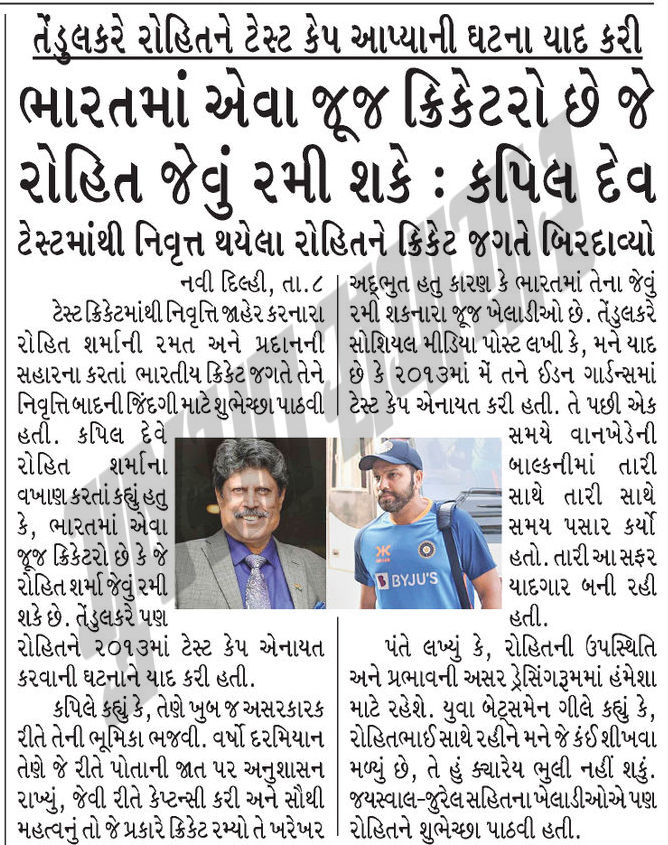 તેંડુલકરે રોહિતને ટેસ્ટ કેપ આપ્યાની ઘટના યાદ કરી
ભારતમાં એવા જૂજ ક્રિકેટરો છે જે
રોહિત જેવું રમી શકે : કપિલ દેવ
ટેસ્ટમાંથી નિવૃત્ત થયેલા રોહિતને ક્રિકેટ જગતે બિરદાવ્યો
નવી દિલ્હી, તા.૮
ટેસ્ટ ક્રિકેટમાંથી નિવૃત્તિ જાહેર કરનારા
રોહિત શર્માની રમત અને પ્રદાનની
સહારના કરતાં ભારતીય ક્રિકેટ જગતે તેને
નિવૃત્તિ બાદની જિંદગી માટે શુભેચ્છા પાઠવી
હતી. કપિલ દેવે
રોહિત શર્માના
વખાણ કરતાં કહ્યું હતુ
કે, ભારતમાં એવા
જૂજ ક્રિકેટરો છે કે જે
રોહિત શર્મા જેવું રમી
શકે છે. તેંડુલકરે પણ
રોહિતને ૨૦૧૩માં ટેસ્ટ કેપ એનાયત
કરવાની ઘટનાને યાદ કરી હતી.
કપિલે કહ્યું કે, તેણે ખુબ જ અસરકારક
રીતે તેની ભૂમિકા ભજવી. વર્ષો દરમિયાન
તેણે જે રીતે પોતાની જાત પર અનુશાસન
રાખ્યું, જેવી રીતે કેપ્ટન્સી કરી અને સૌથી
મહત્વનું તો જે પ્રકારે ક્રિકેટ રમ્યો તે ખરેખર
અદ્ભુત હતુ કારણ કે ભારતમાં તેના જેવું
રમી શકનારા જૂજ ખેલાડીઓ છે. તેંડુલકરે
સોશિયલ મીડિયા પોસ્ટ લખી કે, મને યાદ
છે કે ૨૦૧૩માં મેં તને ઈડન ગાર્ડન્સમાં
ટેસ્ટ કેપ એનાયત કરી હતી. તે પછી એક
સમયે વાનખેડેની
બાલ્કનીમાં તારી
સાથે તારી સાથે
સમય પસાર કર્યો
હતો. તારી આ સફર
યાદગાર બની રહી
હતી.
પંતે લખ્યું કે, રોહિતની ઉપસ્થિતિ
અને પ્રભાવની અસર ડ્રેસિંગરૂમમાં હંમેશા
માટે રહેશે. યુવા બેટ્સમેન ગીલે કહ્યું કે,
રોહિતભાઈ સાથે રહીને મને જે કંઈ શીખવા
મળ્યું છે, તે હું ક્યારેય ભુલી નહીં શકું.
જયસ્વાલ-જુરેલ સહિતના ખેલાડીઓએ પણ
રોહિતને શુભેચ્છા પાઠવી હતી.
BYJU'S
ગુજરાત સમાચાર